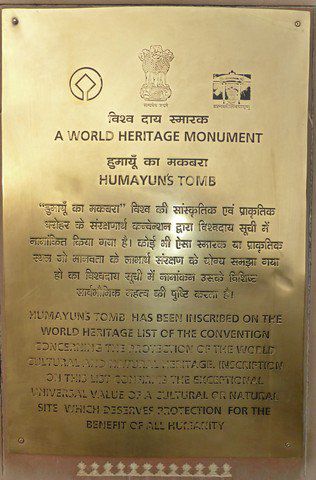 विश्व दाय स्मारक
A WORLD HERITAGE MONUMENT
हुमायूँ का मकबरा
HUMAYUN'S TOMB
"हुमायूँ का मकबरा" विश्व की सांस्कृतिक एवं प्राकृतिक
धरोहर के संरक्षणार्थ कन्वेन्शन द्वारा विश्वदाय सूची में
नामांकित किया गया है। कोई भी ऐसा स्मारक या प्राकृतिक
स्थल जो मानवता के लाभार्थ संरक्षण के योग्य समझा गया
हो का विश्वदाय सूची में नामांकन उसके विशिष्ट
सार्वभौमिक महत्व की पुष्टि करता है।
HUMAYUN'S TOMB HAS BEEN INSCRIBED ON THE
WORLD HERITAGE LIST OF THE CONVENTION
CONCERNING THE PROTECTION OF THE WORLD
CULTURAL AND NATURAL HERITAGE. INSCRIPTION
ON THIS LIST CONFIRMS THE EXCEPTIONAL
UNIVERSAL VALUE OF A CULTURAL OR NATURAL
SITE WHICH DESERVES PROTECTION FOR THE
BENEFIT OF ALL HUMANITY